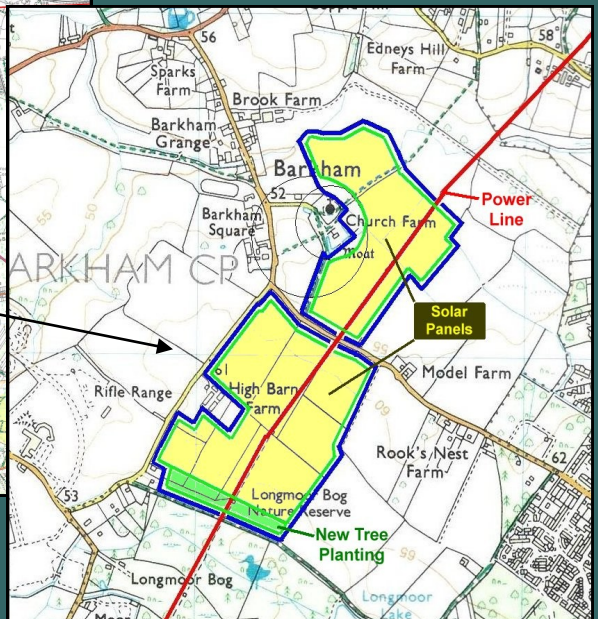 56
58
Edneys Hill
Farm
Sparks
Farm
Brook Farm
Barkham
Grange
Barkham
52
Power
Line
Barkham
Square
Church Farm
Moat
55
50
ARKHAM CP
Solar
Panels
61
Model Farm
Rifle Range
High Barn
Farm
60
Rook's Nest
Farm
62
53
Longmoor Bog
Nature Reserve
New Tree
Planting
55
Longmoor Bog
Longmoor
Lake